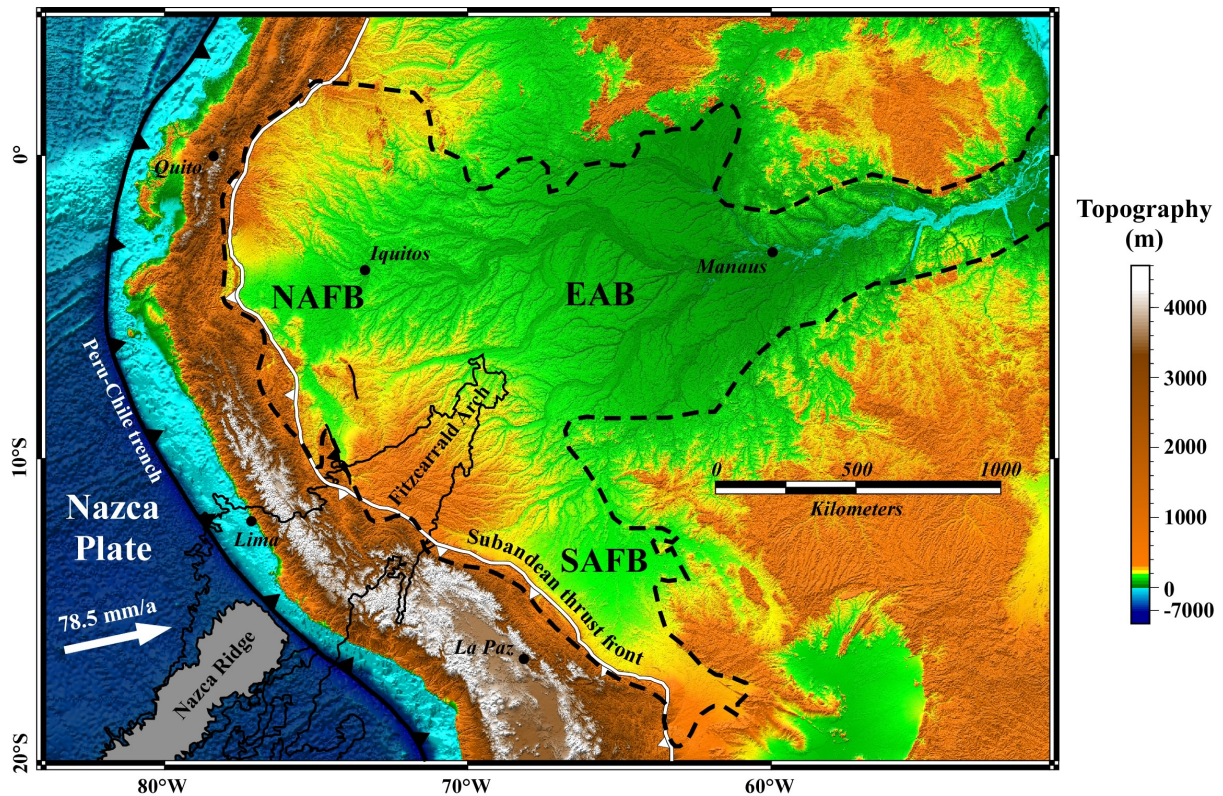 0°
10°S
20°S
80°W
70°W
60°W
Quito
Iquitos
Manaus
NAFB
EAB
Peru-Chile trench
Fitzcarrald Arch
0 500 1000
Kilometers
Nazca
Plate
Lima
SAFB
Subandean thrust front
78.5 mm/a
La Paz
Nazca Ridge
Topography
(m)
4000
3000
2000
1000
0
-7000